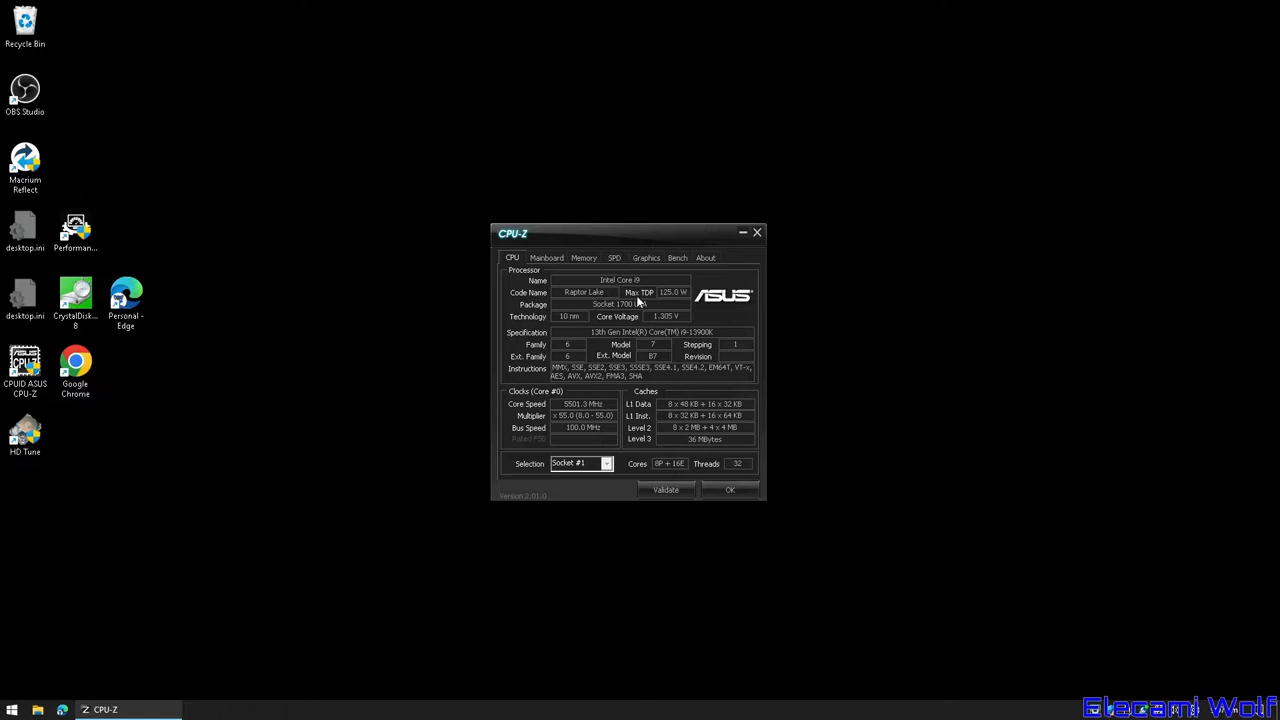 Recycle Bin
OBS Studio
Macrium
Reflect
desktop.ini
Performan...
desktop.ini
CrystalDisk...
8
Personal -
Edge
CPUID ASUS
CPU-Z
Google
Chrome
HD Tune
CPU-Z
CPU Mainboard Memory SPD Graphics Bench About
Processor
Name Intel Core i9
Code Name Raptor Lake Max TDP 125.0 W
Package Socket 1700
ASUS
Technology 10 nm Core Voltage 1.305 V
Specification 13th Gen Intel(R) Core(TM) i9-13900K
Family 6 Model 7 Stepping 1
Ext. Family 6 Ext. Model B7 Revision
Instructions MMX, SSE, SSE2, SSE3, SSSE3, SSE4.1, SSE4.2, EM64T, VT-x,
AES, AVX, AVX2, FMA3, SHA
Clocks (Core #0) Caches
Core Speed 5501.3 MHz L1 Data 8 x 48 KB + 16 x 32 KB
Multiplier x 55.0 (8.0 - 55.0) L1 Inst. 8 x 32 KB + 16 x 64 KB
Bus Speed 100.0 MHz Level 2 8 x 2 MB + 4 x 4 MB
Rated FSB Level 3 36 MBytes
Selection Socket #1 Cores 8P + 16E Threads 32
Version 2.01.0 Validate OK
CPU-Z
Elecami Wolf